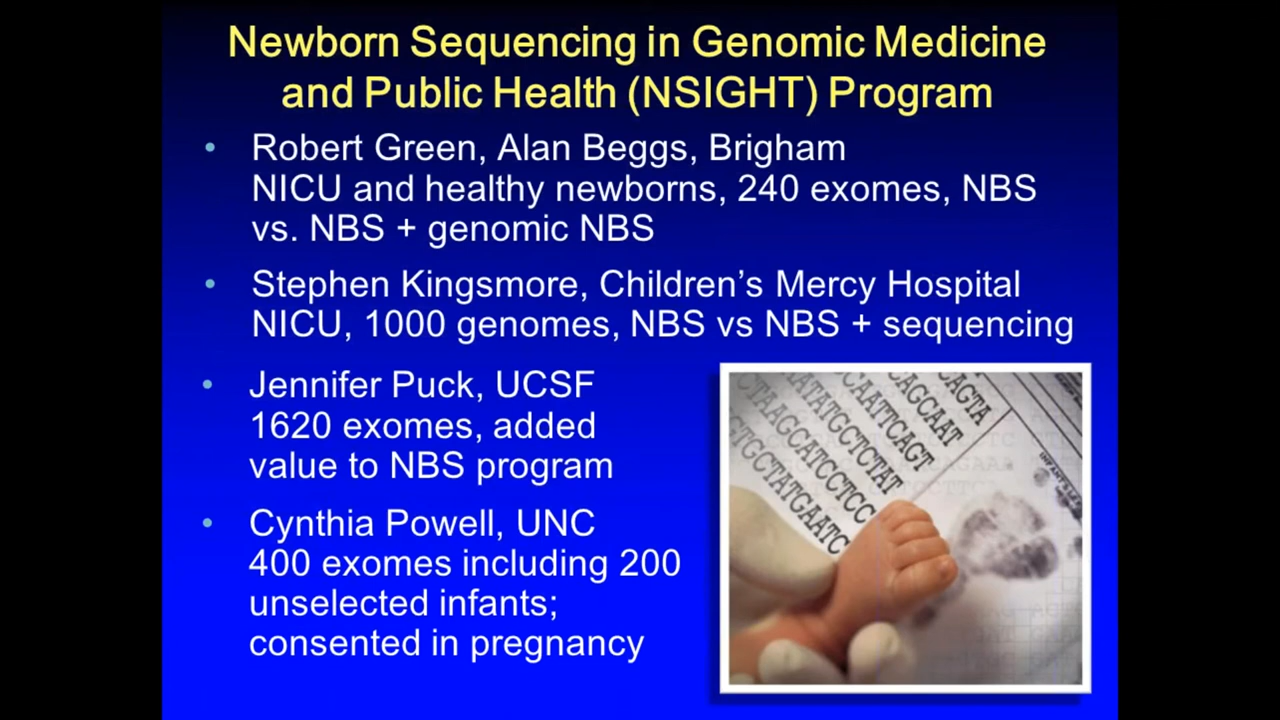 Newborn Sequencing in Genomic Medicine
and Public Health (NSIGHT) Program
• Robert Green, Alan Beggs, Brigham
NICU and healthy newborns, 240 exomes, NBS
vs. NBS + genomic NBS
• Stephen Kingsmore, Children’s Mercy Hospital
NICU, 1000 genomes, NBS vs NBS + sequencing
• Jennifer Puck, UCSF
1620 exomes, added
value to NBS program
• Cynthia Powell, UNC
400 exomes including 200
unselected infants;
consented in pregnancy